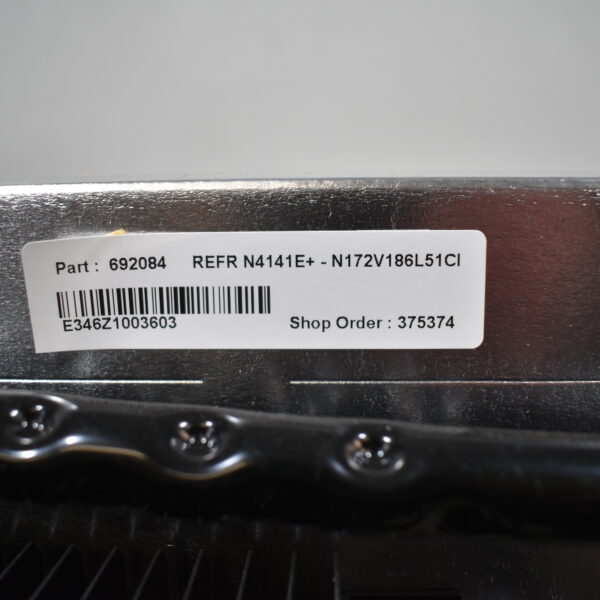 Part : 692084 REFR N4141E+ - N172V186L51CI
E346Z1003603 Shop Order : 375374